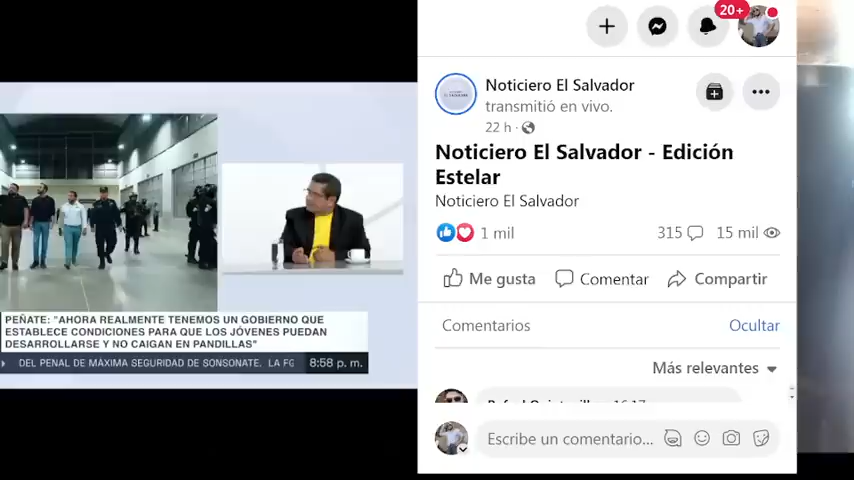 20+
Noticiero El Salvador
transmitió en vivo.
22 h ·
Noticiero El Salvador - Edición
Estelar
Noticiero El Salvador
1 mil
315
15 mil
Me gusta
Comentar
Compartir
Comentarios
Ocultar
Más relevantes
Escribe un comentario...
PEÑATE: "AHORA REALMENTE TENEMOS UN GOBIERNO QUE
ESTABLECE CONDICIONES PARA QUE LOS JÓVENES PUEDAN
DESARROLLARSE Y NO CAIGAN EN PANDILLAS"
DEL PENAL DE MÁXIMA SEGURIDAD DE SONSONATE. LA FG
8:58 p. m.